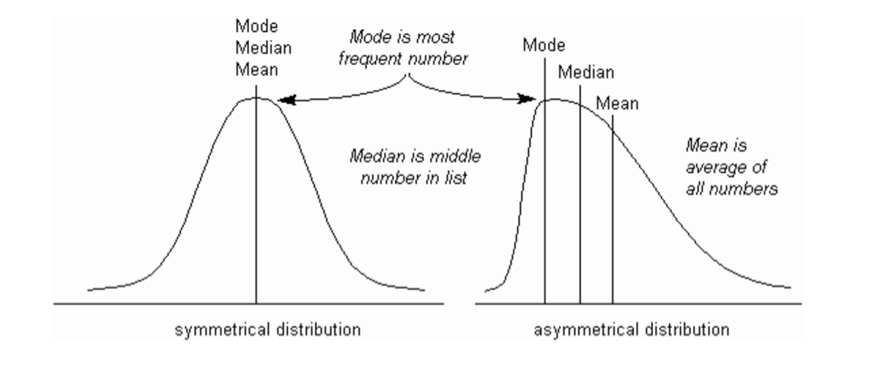 Mode
Median
Mean
Mode is most
frequent number
Mode
Median
Mean
Median is middle
number in list
Mean is
average of
all numbers
symmetrical distribution
asymmetrical distribution